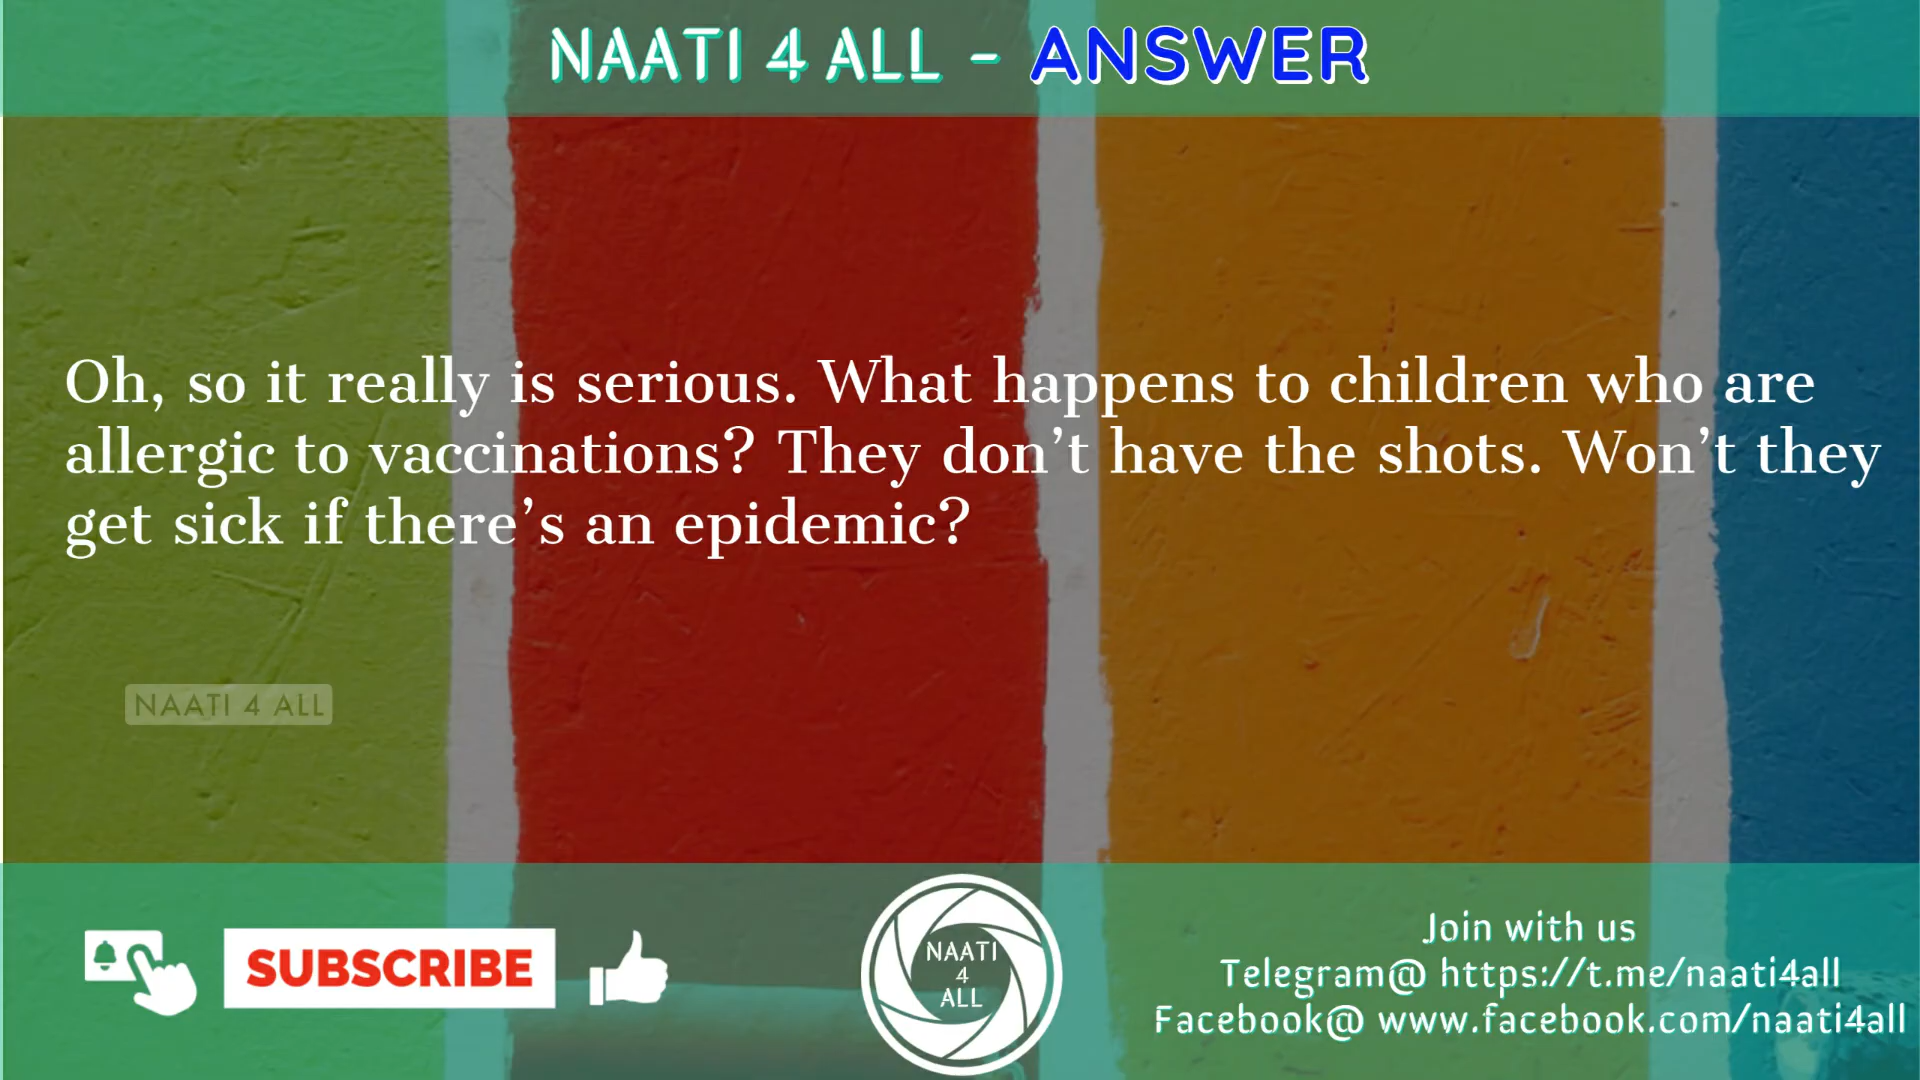 NAATI 4 ALL - ANSWER
Oh, so it really is serious. What happens to children who are
allergic to vaccinations? They don’t have the shots. Won’t they
get sick if there’s an epidemic?
NAATI 4 ALL
SUBSCRIBE
NAATI
4
ALL
Join with us
Telegram@ https://t.me/naati4all
Facebook@ www.facebook.com/naati4all